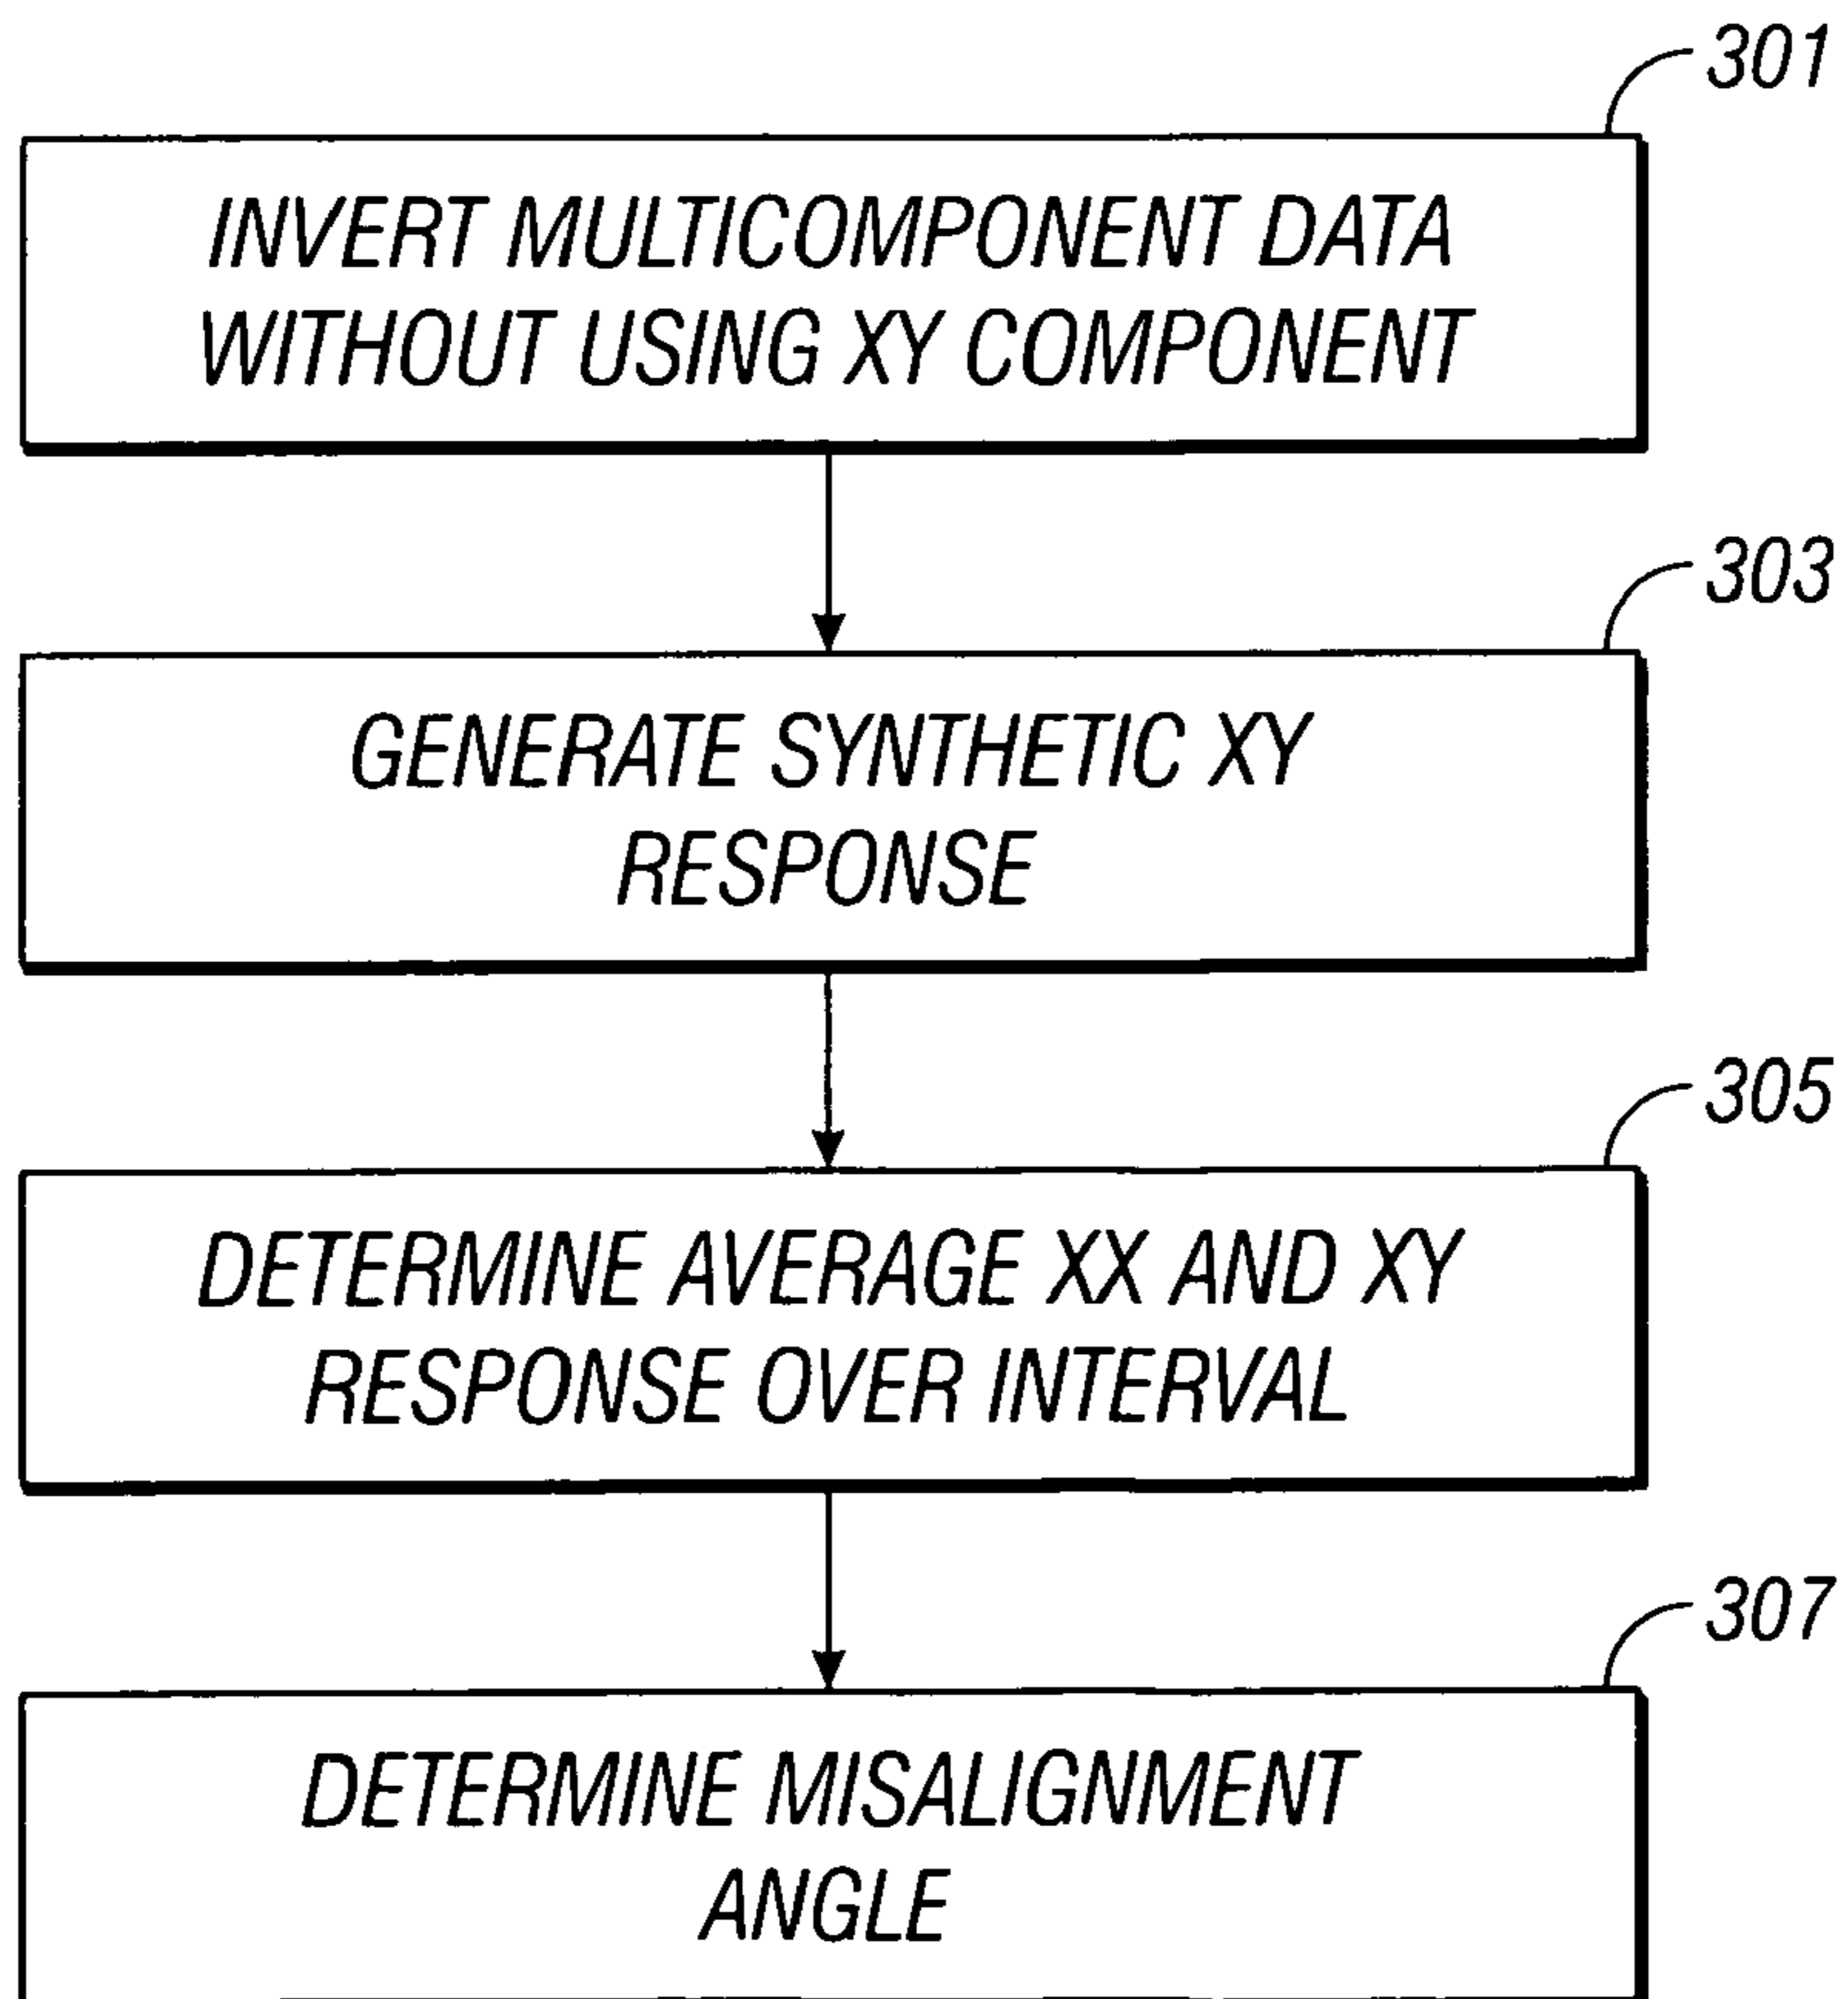 301
INVERT MULTICOMPONENT DATA
WITHOUT USING XY COMPONENT
303
GENERATE SYNTHETIC XY
RESPONSE
305
DETERMINE AVERAGE XX AND XY
RESPONSE OVER INTERVAL
307
DETERMINE MISALIGNMENT
ANGLE